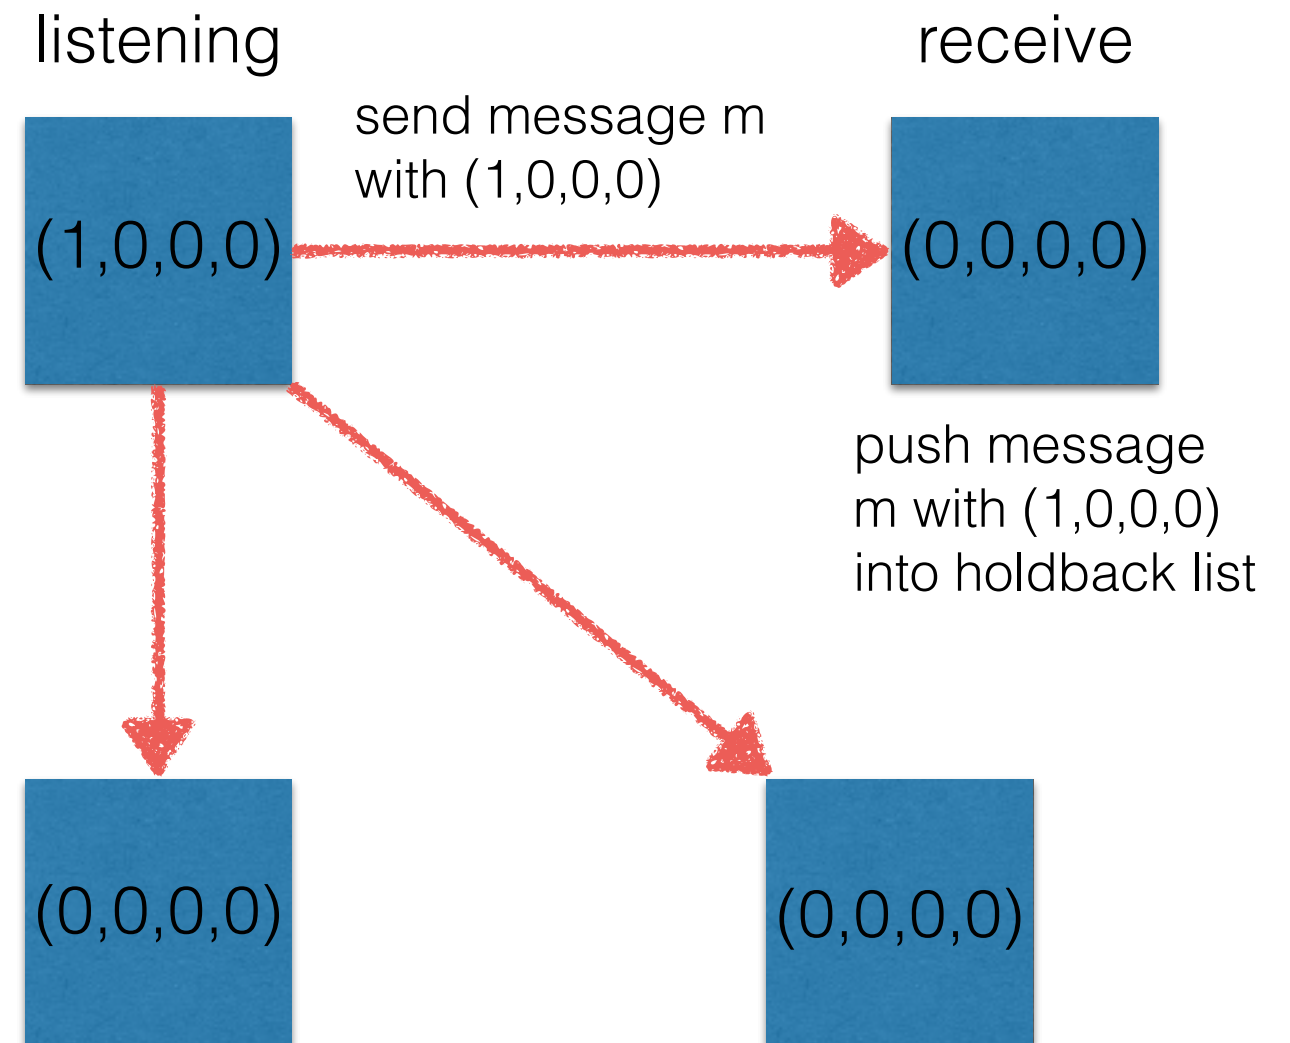 listening
receive
send message m
with (1,0,0,0)
(1,0,0,0)
(0,0,0,0)
push message
m with (1,0,0,0)
into holdback list
(0,0,0,0)
(0,0,0,0)